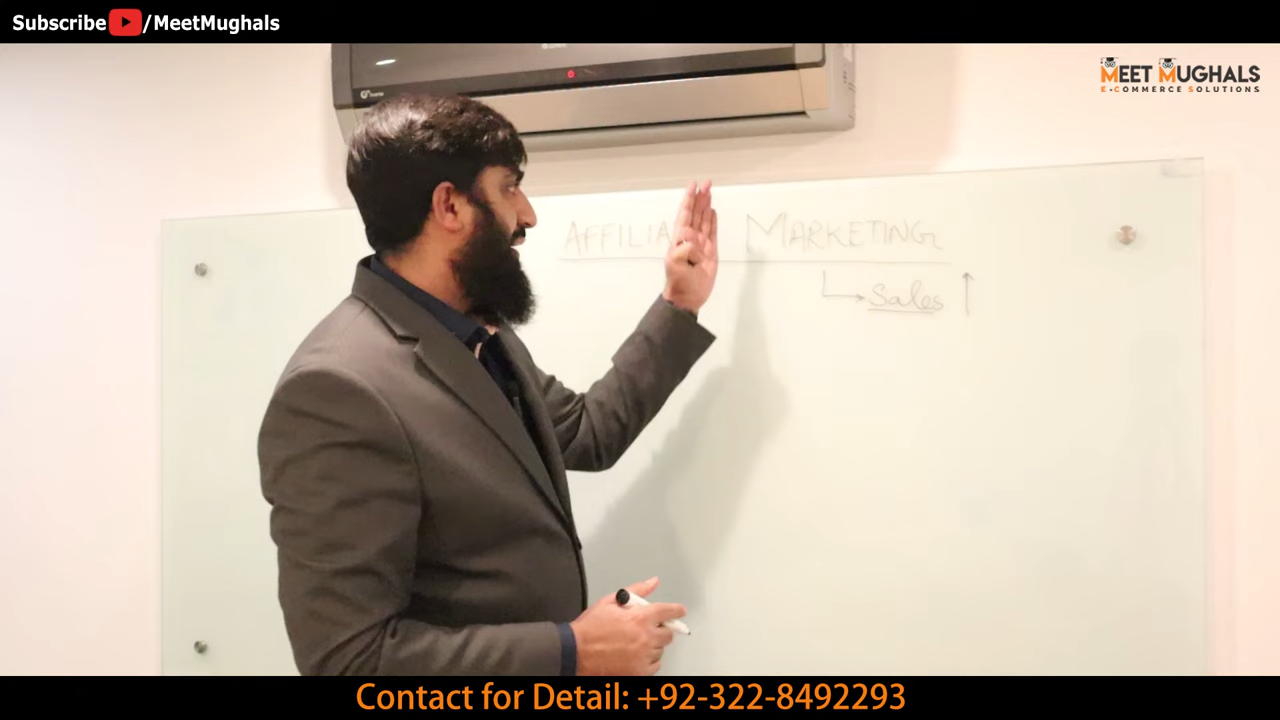 Subscribe /MeetMughals
MEET MUGHALS
E-COMMERCE SOLUTIONS
AFFILIA MARKETING
Sales
Contact for Detail: +92-322-8492293